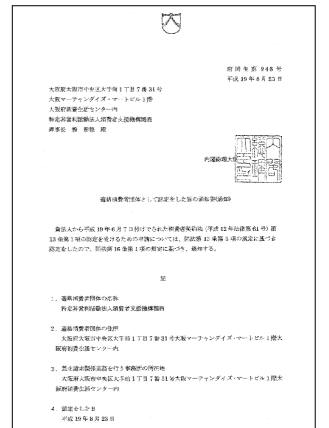 府国生第948号
平成19年8月23日
大阪府大阪市中央区大手前1丁目7番31号
大阪マーチャンダイズ・マートビル1階
大阪府消費生活センター内
特定非営利活動法人消費者支援機構関西
理事長
殿
内閣総理大臣
適格消費者団体として認定をした旨の通知書(通知)
貴法人から平成19年6月7日付けでされた消費者契約法(平成12年法律第61号)第
13条第1項の認定を受けるための申請については、同法第13条第1項の規定に基づき
認定をしたので、同法第16条第1項の規定に基づき、通知する。
記
1．適格消費者団体の名称
特定非営利活動法人消費者支援機構関西
2．適格消費者団体の住所
大阪府大阪市中央区大手前1丁目7番31号大阪マーチャンダイズ・マートビル1階大
阪府消費生活センター内
3．差止請求関係業務を行う事務所の所在地
大阪府大阪市中央区大手前1丁目7番31号大阪マーチャンダイズ・マートビル1階大
阪府消費生活センター内
4．認定をした日
平成19年8月23日